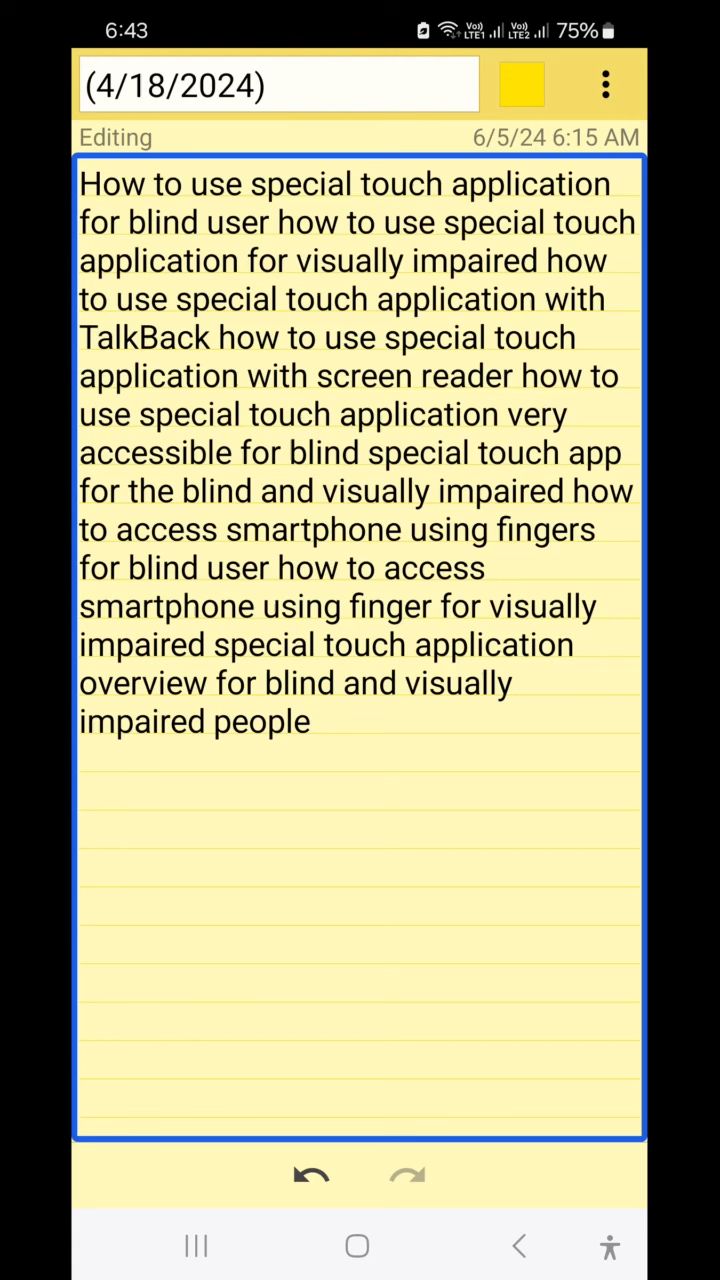 6:43
Vo)) LTE1 Vo)) LTE2 75%
(4/18/2024)
Editing 6/5/24 6:15 AM
How to use special touch application
for blind user how to use special touch
application for visually impaired how
to use special touch application with
TalkBack how to use special touch
application with screen reader how to
use special touch application very
accessible for blind special touch app
for the blind and visually impaired how
to access smartphone using fingers
for blind user how to access
smartphone using finger for visually
impaired special touch application
overview for blind and visually
impaired people